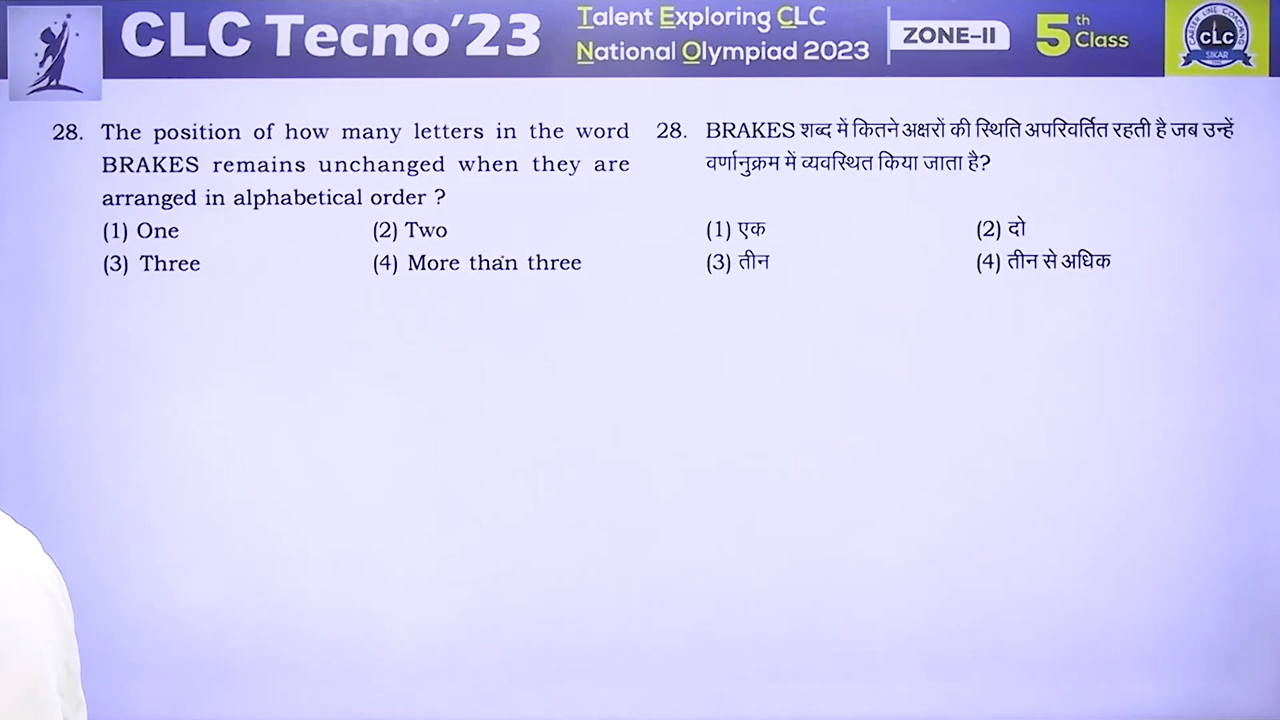 CLC Tecno’23
Talent Exploring CLC
National Olympiad 2023
ZONE–II
5th Class
CAREER LINE COACHING
CLC
SIKAR
28. The position of how many letters in the word
BRAKES remains unchanged when they are
arranged in alphabetical order ?
(1) One (2) Two
(3) Three (4) More than three
28. BRAKES शब्द में कितने अक्षरों की स्थिति अपरिवर्तित रहती है जब उन्हें
वर्णानुक्रम में व्यवस्थित किया जाता है?
(1) एक (2) दो
(3) तीन (4) तीन से अधिक